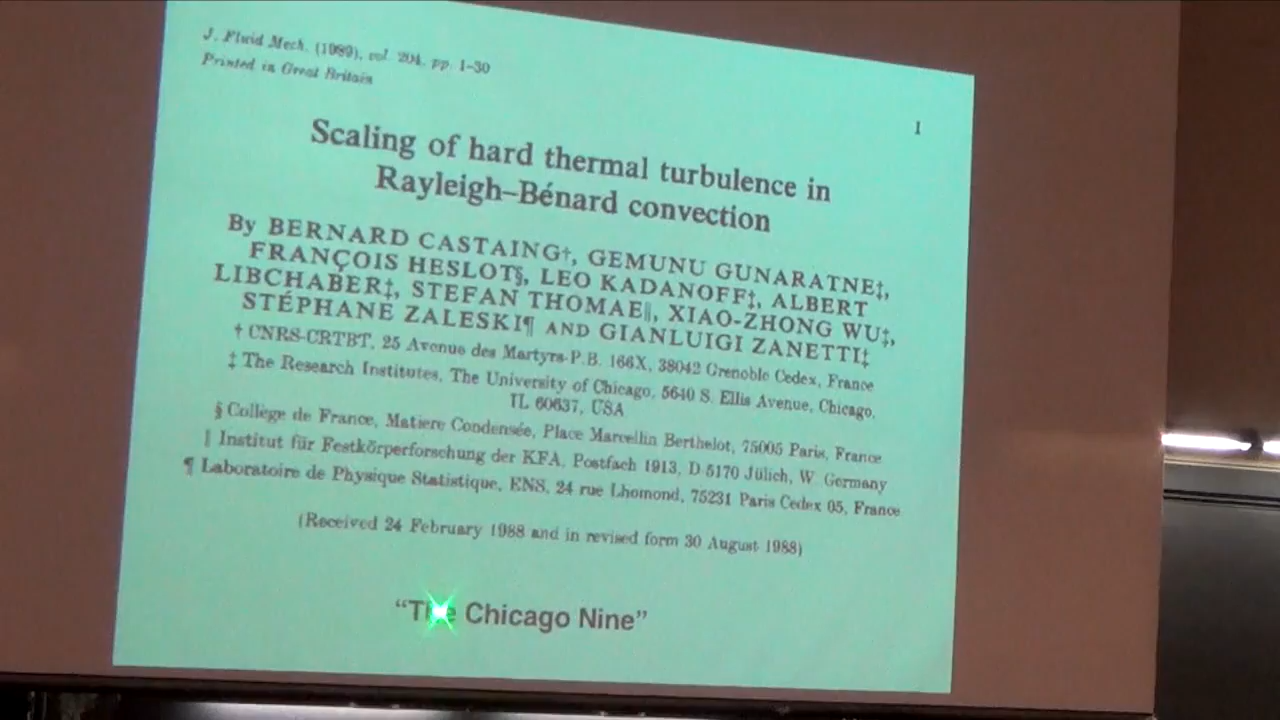 J. Fluid Mech. (1989), vol. 204, pp. 1–30
Printed in Great Britain
1
Scaling of hard thermal turbulence in
Rayleigh–Bénard convection
By BERNARD CASTAING†, GEMUNU GUNARATNE‡,
FRANÇOIS HESLOT§, LEO KADANOFF‡, ALBERT
LIBCHABER‡, STEFAN THOMAE‖, XIAO-ZHONG WU‡,
STÉPHANE ZALESKI¶ AND GIANLUIGI ZANETTI‡
† CNRS-CRTBT, 25 Avenue des Martyrs-P.B. 166X, 38042 Grenoble Cedex, France
‡ The Research Institutes, The University of Chicago, 5640 S. Ellis Avenue, Chicago,
IL 60637, USA
§ Collège de France, Matiere Condensée, Place Marcellin Berthelot, 75005 Paris, France
‖ Institut für Festkörperforschung der KFA, Postfach 1913, D 5170 Jülich, W. Germany
¶ Laboratoire de Physique Statistique, ENS, 24 rue Lhomond, 75231 Paris Cedex 05, France
(Received 24 February 1988 and in revised form 30 August 1988)
“The Chicago Nine”